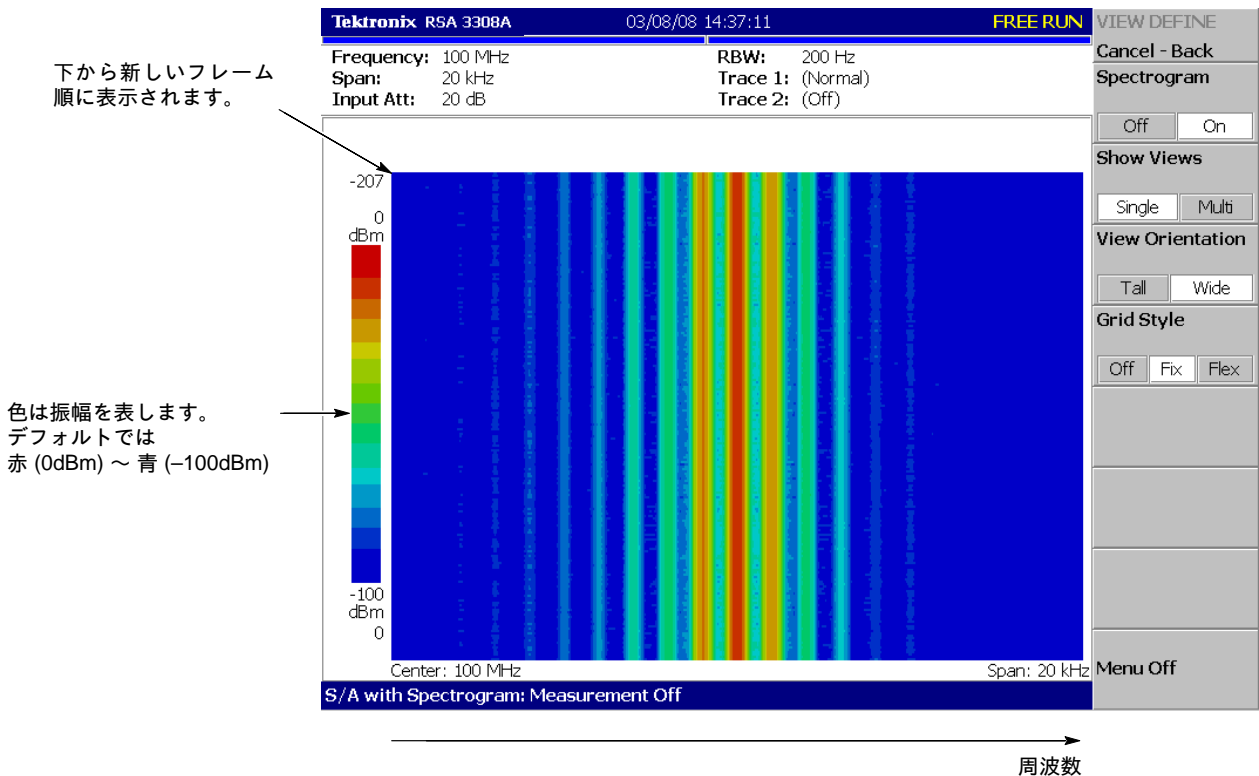 Tektronix RSA 3308A 03/08/08 14:37:11 FREE RUN
Frequency: 100 MHz RBW: 200 Hz
Span: 20 kHz Trace 1: (Normal)
Input Att: 20 dB Trace 2: (Off)
下から新しいフレーム
順に表示されます。
-207
0
dBm
色は振幅を表します。
デフォルトでは
赤 (0dBm) ～ 青 (–100dBm)
-100
dBm
0
Center: 100 MHz Span: 20 kHz
S/A with Spectrogram: Measurement Off
周波数
VIEW DEFINE
Cancel - Back
Spectrogram
Off On
Show Views
Single Multi
View Orientation
Tall Wide
Grid Style
Off Fix Flex
Menu Off